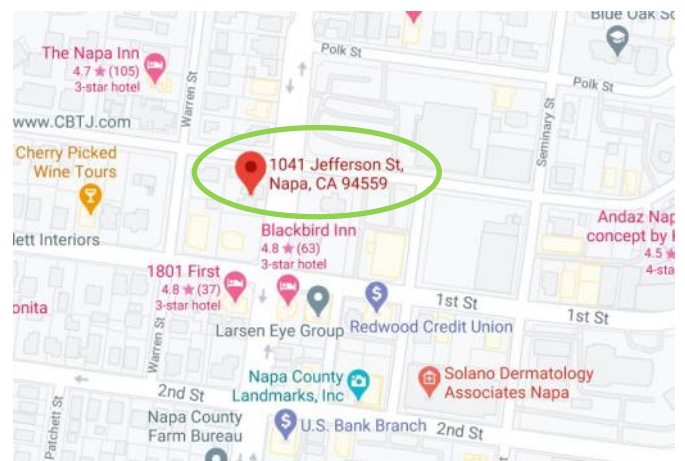 Blue Oak Sc
The Napa Inn
4.7 ★ (105)
3-star hotel
Polk St
Polk St
Warren St
Seminary St
www.CBTJ.com
Cherry Picked
Wine Tours
1041 Jefferson St,
Napa, CA 94559
lett Interiors
Blackbird Inn
4.8 ★ (63)
3-star hotel
Andaz Nap
concept by H
4.5 ★
4-sta
1801 First
4.8 ★ (37)
3-star hotel
onita
1st St
1st St
Larsen Eye Group
Redwood Credit Union
Warren St
Napa County
Landmarks, Inc
Solano Dermatology
Associates Napa
2nd St
Patchett St
Napa County
Farm Bureau
U.S. Bank Branch
2nd St